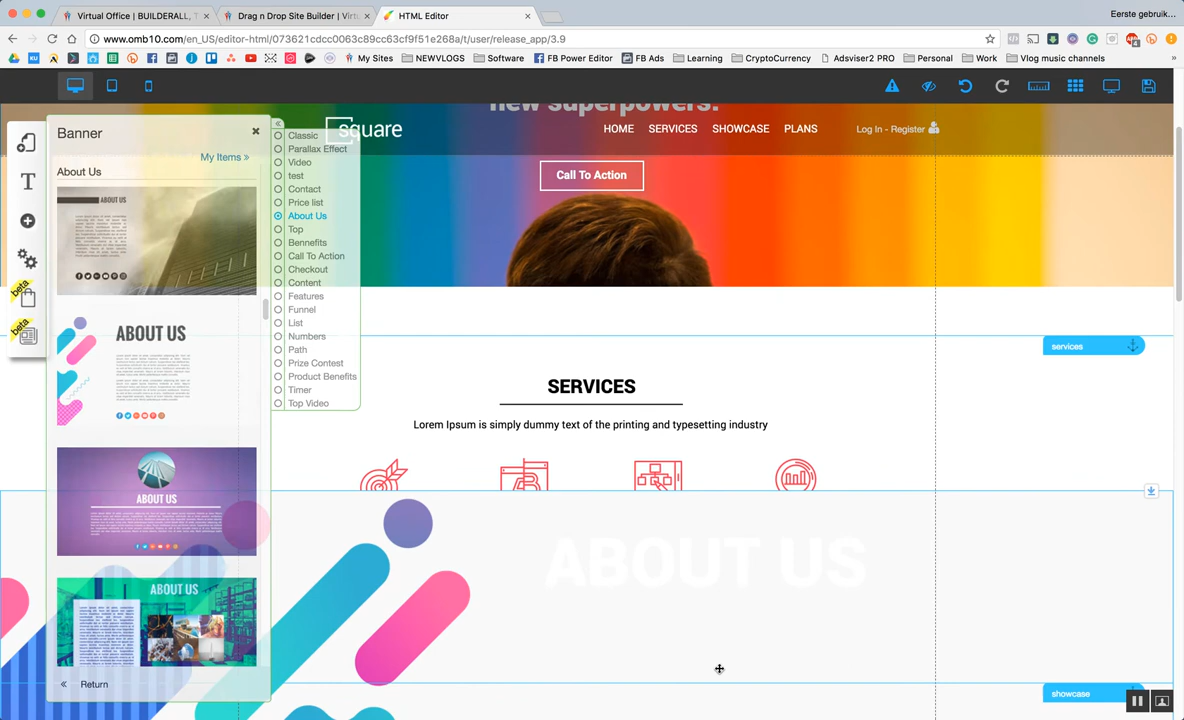 Virtual Office | BUILDERALL, T
Drag n Drop Site Builder | Virtu
HTML Editor
Eerste gebruik...
www.omb10.com/en_US/editor-html/073621cdcc0063c89cc63cf9f51e268a/t/user/release_app/3.9
My Sites
NEWVLOGS
Software
FB Power Editor
FB Ads
Learning
CryptoCurrency
Adsviser2 PRO
Personal
Work
Vlog music channels
new superpowers.
square
HOME
SERVICES
SHOWCASE
PLANS
Log In - Register
Call To Action
Banner
My Items »
About Us
ABOUT US
ABOUT US
ABOUT US
ABOUT US
« Return
beta
beta
Classic
Parallax Effect
Video
test
Contact
Price list
About Us
Top
Bennefits
Call To Action
Checkout
Content
Features
Funnel
List
Numbers
Path
Prize Contest
Product Benefits
Timer
Top Video
services
SERVICES
Lorem Ipsum is simply dummy text of the printing and typesetting industry
ABOUT US
showcase